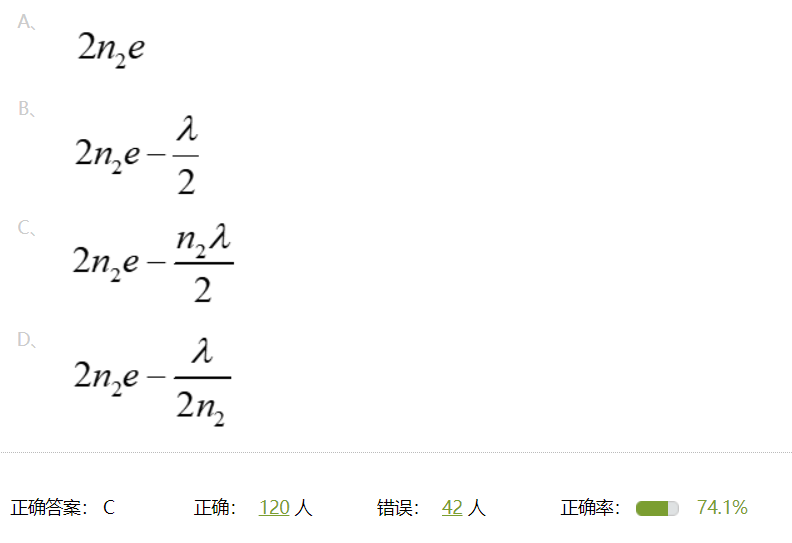 A、
2n₂e
B、
2n₂e − λ/2
C、
2n₂e − n₂λ/2
D、
2n₂e − λ/2n₂
正确答案： C 正确： 120 人 错误： 42 人 正确率： 74.1%